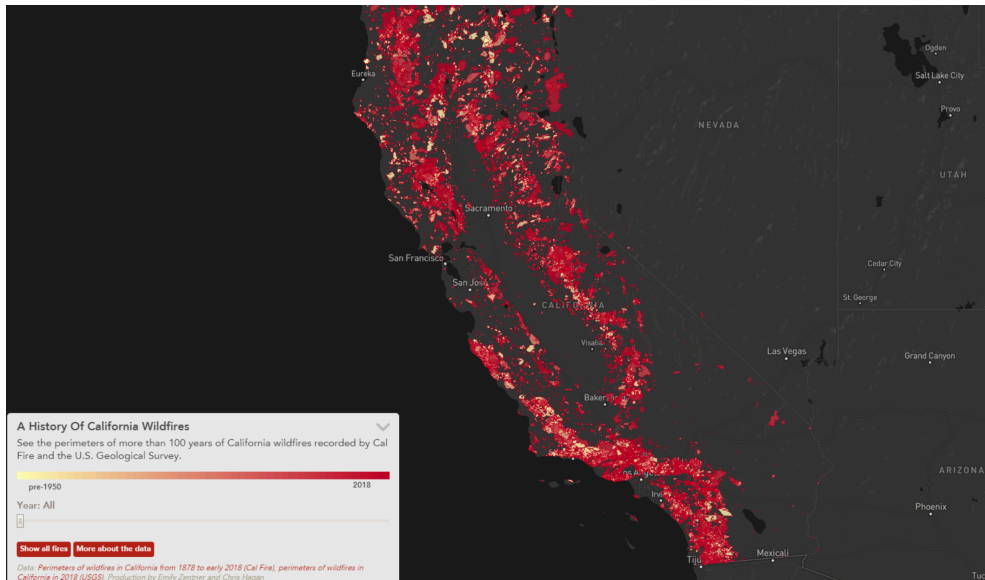 Ogden
Salt Lake City
Eureka
Provo
NEVADA
UTAH
Sacramento
San Francisco
Cedar City
San José
St. George
CALIFORNIA
Visalia
Las Vegas
Grand Canyon
A History Of California Wildfires
See the perimeters of more than 100 years of California wildfires recorded by Cal
Fire and the U.S. Geological Survey.
pre-1950
2018
ARIZONA
Year: All
All
Phoenix
Show all fires
More about the data
Mexicali
Data: Perimeters of wildfires in California from 1878 to early 2018 (Cal Fire), perimeters of wildfires in
California in 2018 (USGS). Production by Emily Zentner and Chris Hagan